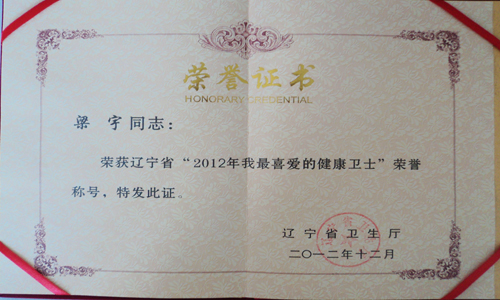 荣誉证书
HONORARY CREDENTIAL
梁 宇同志：
荣获辽宁省“2012年我最喜爱的健康卫士”荣誉
称号，特发此证。
辽宁省卫生厅
二〇一二年十二月